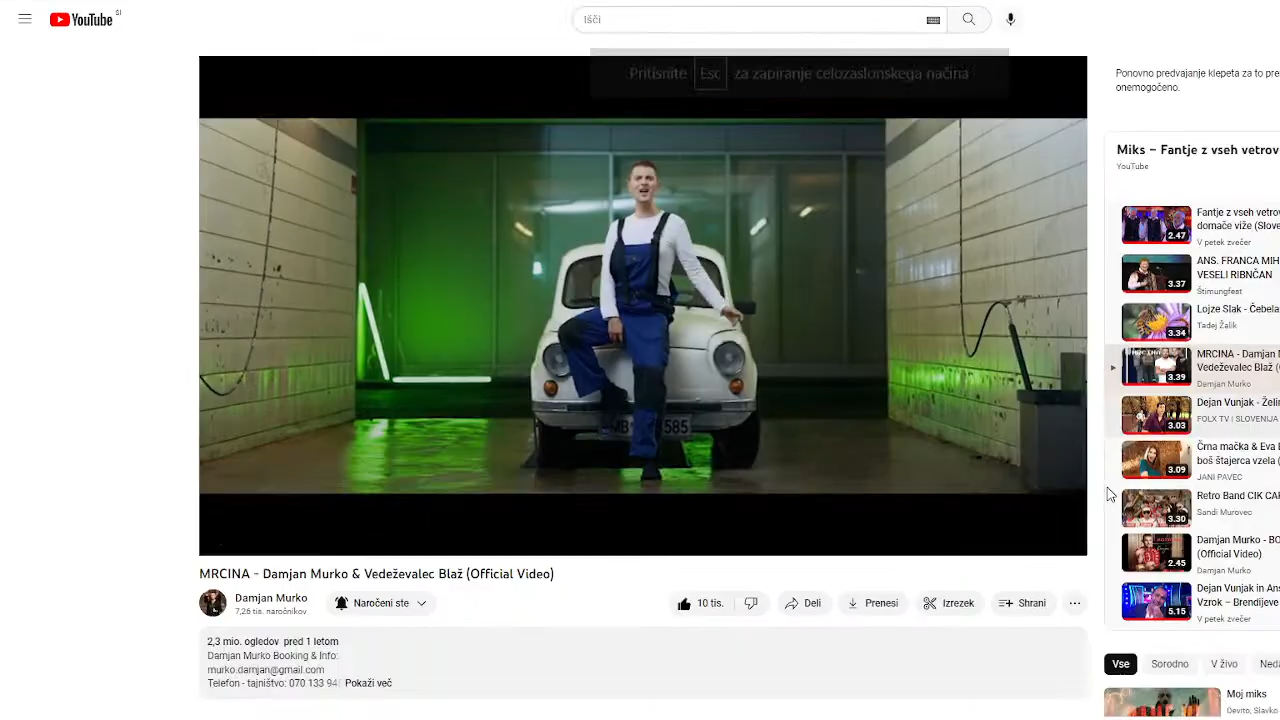 YouTube SI
Išči
Pritisnite Esc za zapiranje celozaslonskega načina
Ponovno predvajanje klepeta za to pre
onemogočeno.
Miks – Fantje z vseh vetrov
YouTube
2.47
Fantje z vseh vetro
domače viže (Slove
V petek zvečer
3.37
ANS. FRANCA MIH
VESELI RIBNČAN
Štimungfest
3.34
Lojze Slak - Čebela
Tadej Žalik
3.39
MRCINA - Damjan
Vedeževalec Blaž (
Damjan Murko
3.03
Dejan Vunjak - Želi
FOLX TV | SLOVENIJA
3.09
Črna mačka & Eva
boš štajerca vzela (
JANI PAVEC
3.30
Retro Band CIK CA
Sandi Murovec
2.45
Damjan Murko - BO
(Official Video)
Damjan Murko
5.15
Dejan Vunjak in Ans
Vzrok – Brendijeve
V petek zvečer
MB 585
MRCINA - Damjan Murko & Vedeževalec Blaž (Official Video)
Damjan Murko
7,26 tis. naročnikov
Naročeni ste
10 tis.
Deli
Prenesi
Izrezek
Shrani
2,3 mio. ogledov pred 1 letom
Damjan Murko Booking & Info:
murko.damjan@gmail.com
Telefon - tajništvo: 070 133 94 Pokaži več
Vse
Sorodno
V živo
Neda
Moj miks
Devito, Slavko